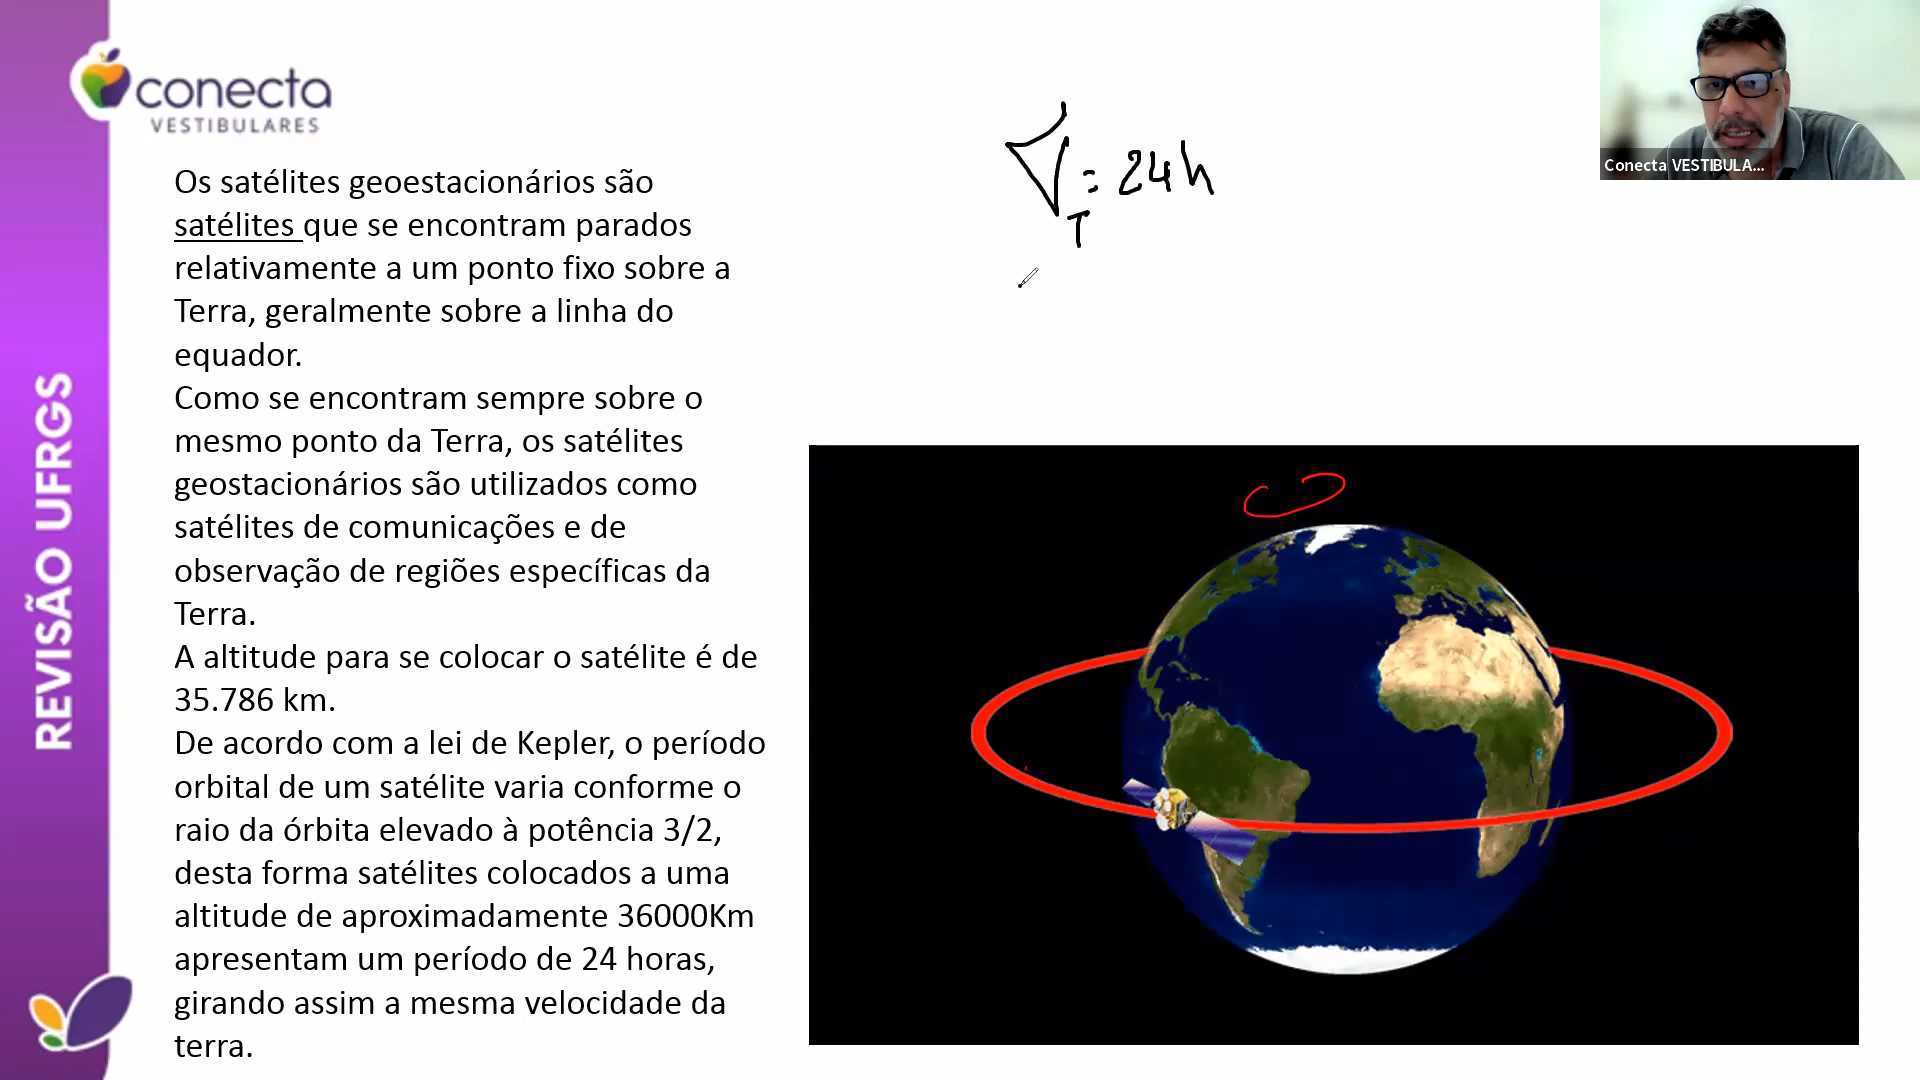 conecta
VESTIBULARES
REVISÃO UFRGS
Os satélites geoestacionários são
satélites que se encontram parados
relativamente a um ponto fixo sobre a
Terra, geralmente sobre a linha do
equador.
Como se encontram sempre sobre o
mesmo ponto da Terra, os satélites
geostacionários são utilizados como
satélites de comunicações e de
observação de regiões específicas da
Terra.
A altitude para se colocar o satélite é de
35.786 km.
De acordo com a lei de Kepler, o período
orbital de um satélite varia conforme o
raio da órbita elevado à potência 3/2,
desta forma satélites colocados a uma
altitude de aproximadamente 36000Km
apresentam um período de 24 horas,
girando assim a mesma velocidade da
terra.
T = 24h
Conecta VESTIBULA...